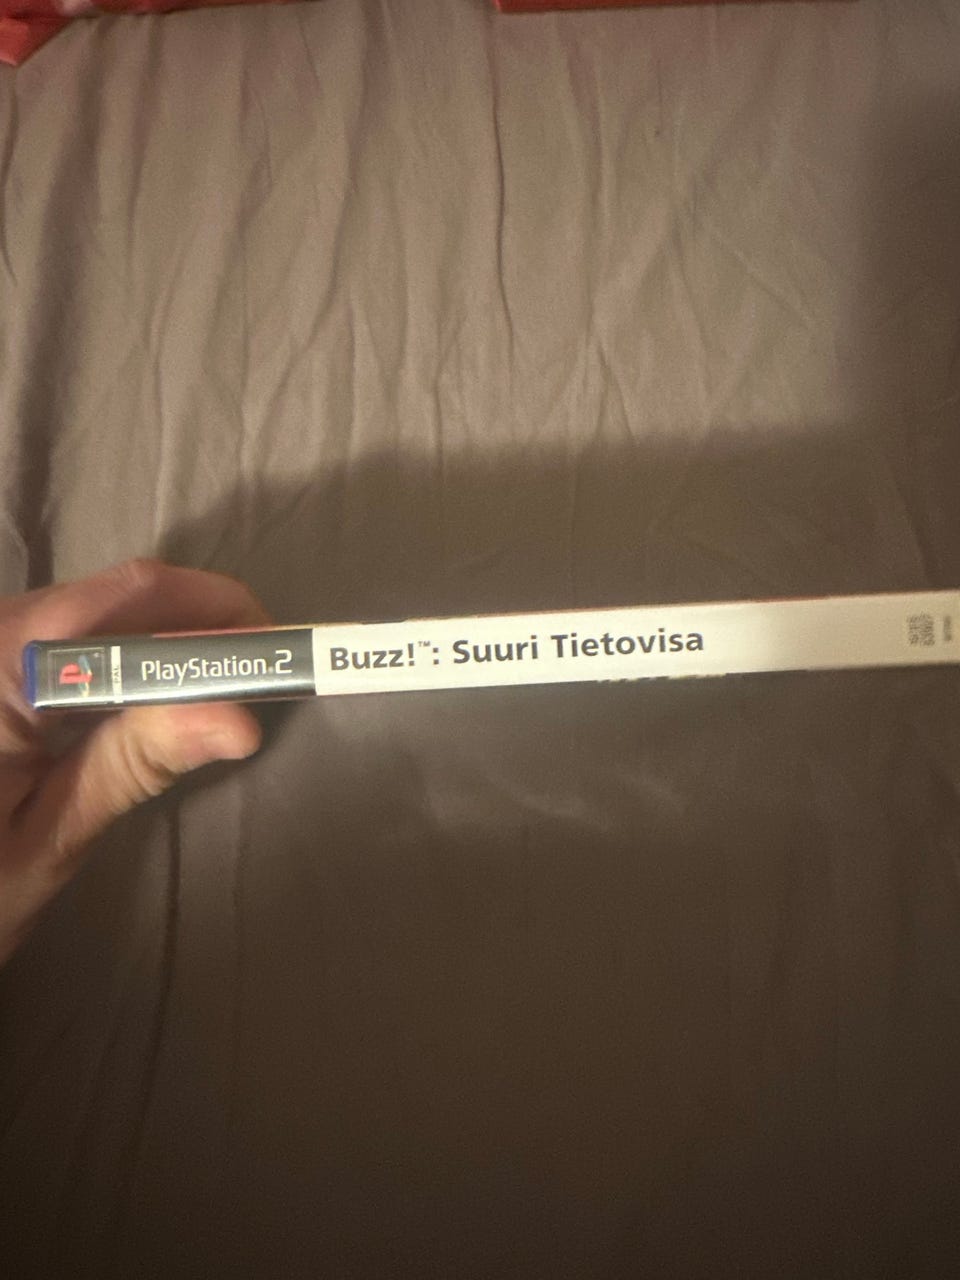 PAL
PlayStation®2
Buzz!™: Suuri Tietovisa